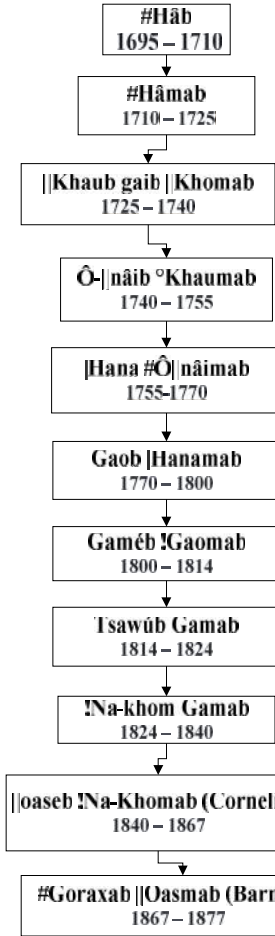 #Hâb
1695 – 1710
#Hâmab
1710 – 1725
||Khaub gaib ||Khomab
1725 – 1740
Ô-||nâib °Khaumab
1740 – 1755
|Hana #Ô||nâimab
1755-1770
Gaob |Hanamab
1770 – 1800
Gaméb !Gaomab
1800 – 1814
Tsawúb Gamab
1814 – 1824
!Na-khom Gamab
1824 – 1840
||oaseb !Na-Khomab (Corneli
1840 – 1867
#Goraxab ||Oasmab (Barn
1867 – 1877